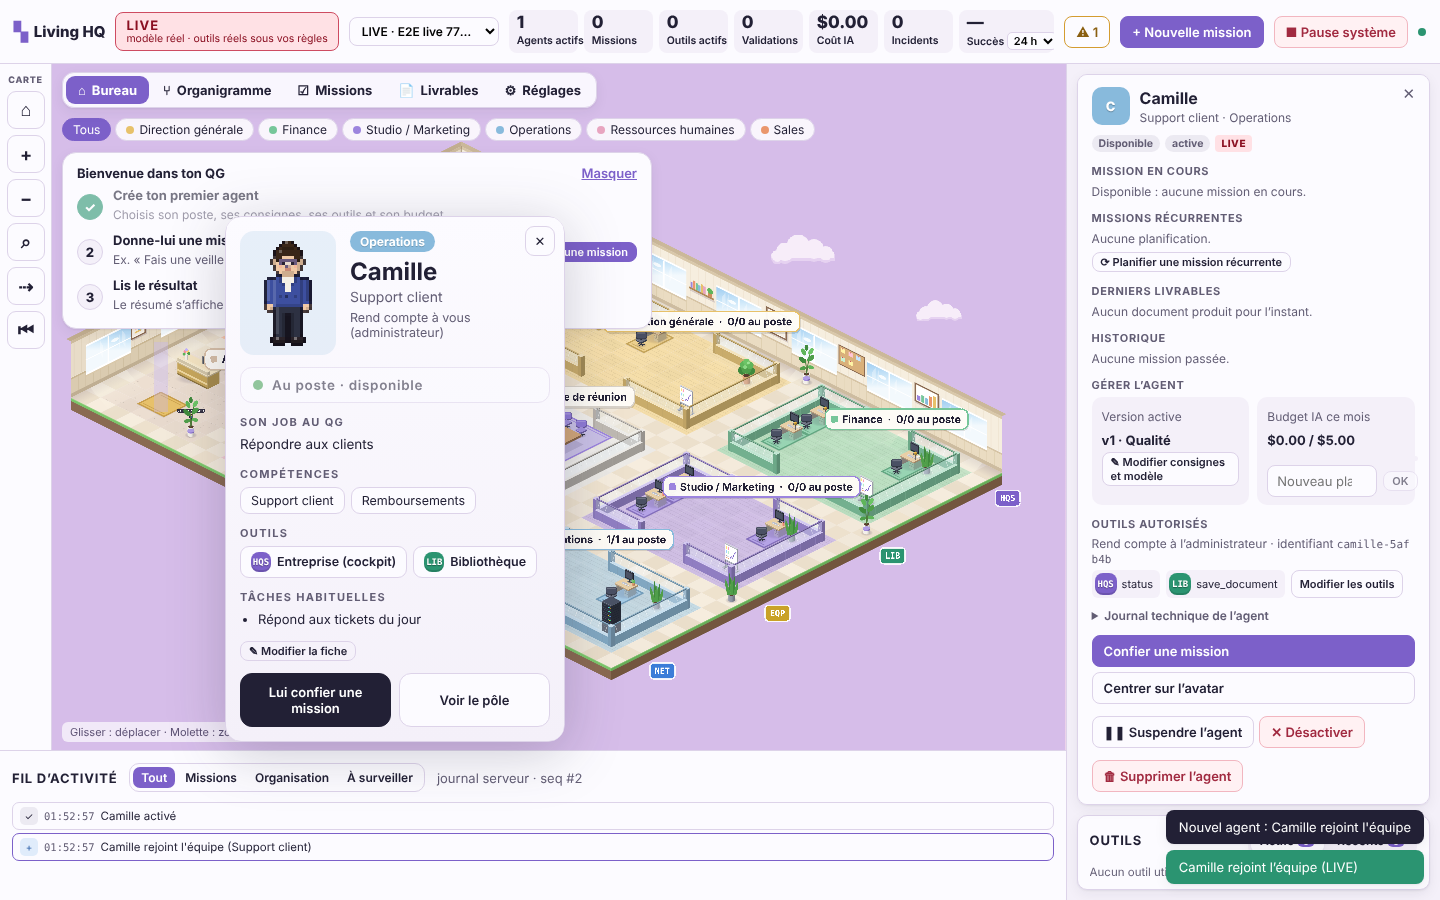 Living HQ
LIVE
modèle réel · outils réels sous vos règles
LIVE · E2E live 77...
1
Agents actifs
0
Missions
0
Outils actifs
0
Validations
$0.00
Coût IA
0
Incidents
—
Succès
24 h
1
+ Nouvelle mission
Pause système
CARTE
Bureau
Organigramme
Missions
Livrables
Réglages
Tous
Direction générale
Finance
Studio / Marketing
Operations
Ressources humaines
Sales
Bienvenue dans ton QG
Masquer
Crée ton premier agent
Choisis son poste, ses consignes, ses outils et son budget
2
Donne-lui une mis
Ex. « Fais une veille
une mission
3
Lis le résultat
Le résumé s'affiche
Operations
Camille
Support client
Rend compte à vous
(administrateur)
Au poste · disponible
SON JOB AU QG
Répondre aux clients
COMPÉTENCES
Support client
Remboursements
OUTILS
HQS
Entreprise (cockpit)
LIB
Bibliothèque
TÂCHES HABITUELLES
• Répond aux tickets du jour
✎ Modifier la fiche
Lui confier une
mission
Voir le pôle
tion générale · 0/0 au poste
e de réunion
Finance · 0/0 au poste
Studio / Marketing · 0/0 au poste
ations · 1/1 au poste
HQS
LIB
EQP
NET
Glisser : déplacer · Molette : zo
FIL D'ACTIVITÉ
Tout
Missions
Organisation
À surveiller
journal serveur · seq #2
01:52:57 Camille activé
01:52:57 Camille rejoint l'équipe (Support client)
C
Camille
Support client · Operations
Disponible
active
LIVE
MISSION EN COURS
Disponible : aucune mission en cours.
MISSIONS RÉCURRENTES
Aucune planification.
⟳ Planifier une mission récurrente
DERNIERS LIVRABLES
Aucun document produit pour l'instant.
HISTORIQUE
Aucune mission passée.
GÉRER L'AGENT
Version active
v1 · Qualité
✎ Modifier consignes
et modèle
Budget IA ce mois
$0.00 / $5.00
Nouveau pla
OK
OUTILS AUTORISÉS
Rend compte à l'administrateur · identifiant camille-5af
b4b
HQS
status
LIB
save_document
Modifier les outils
Journal technique de l'agent
Confier une mission
Centrer sur l'avatar
Suspendre l'agent
✕ Désactiver
Supprimer l'agent
OUTILS
Aucun outil uti
Nouvel agent : Camille rejoint l'équipe
Camille rejoint l'équipe (LIVE)